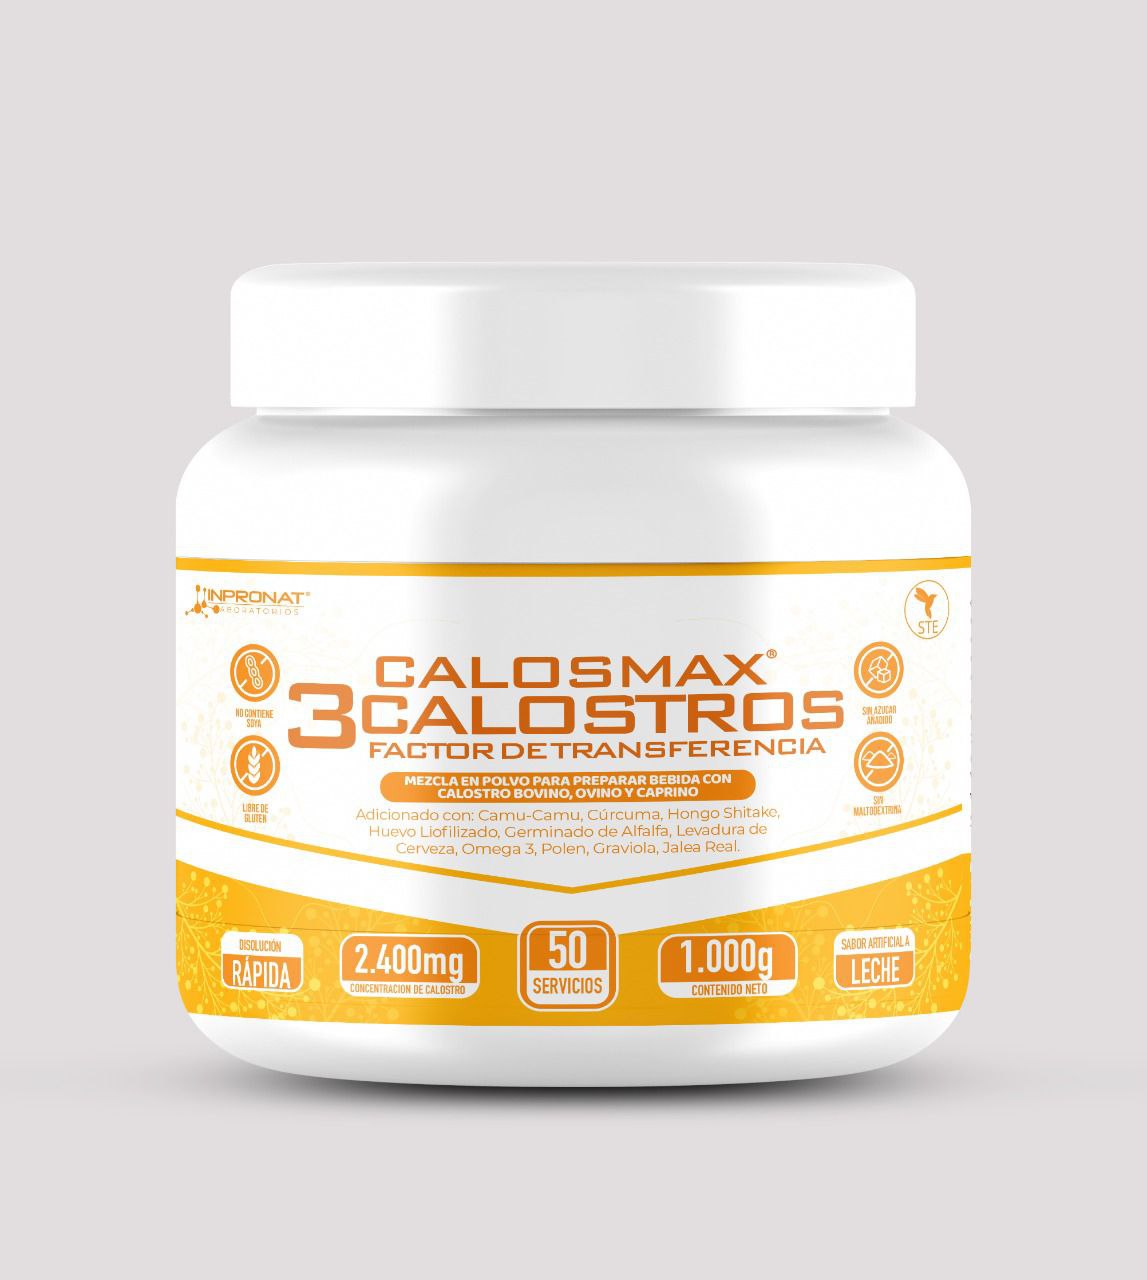 INPRONAT®
LABORATORIOS
STE
NO CONTIENE
SOYA
LIBRE DE
GLUTEN
CALOSMAX®
3CALOSTROS
FACTOR DE TRANSFERENCIA
MEZCLA EN POLVO PARA PREPARAR BEBIDA CON
CALOSTRO BOVINO, OVINO Y CAPRINO
Adicionado con: Camu-Camu, Cúrcuma, Hongo Shitake,
Huevo Liofilizado, Germinado de Alfalfa, Levadura de
Cerveza, Omega 3, Polen, Graviola, Jalea Real.
SIN AZUCAR
AÑADIDO
SIN
MALTODEXTRINA
DISOLUCIÓN
RÁPIDA
2.400mg
CONCENTRACION DE CALOSTRO
50
SERVICIOS
1.000g
CONTENIDO NETO
SABOR ARTIFICIAL A
LECHE